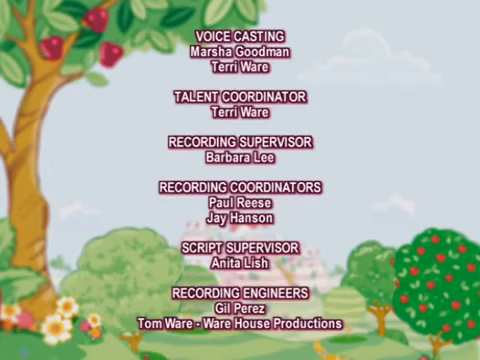 VOICE CASTING
Marsha Goodman
Terri Ware
TALENT COORDINATOR
Terri Ware
RECORDING SUPERVISOR
Barbara Lee
RECORDING COORDINATORS
Paul Reese
Jay Hanson
SCRIPT SUPERVISOR
Anita Lish
RECORDING ENGINEERS
Gil Perez
Tom Ware - Ware House Productions